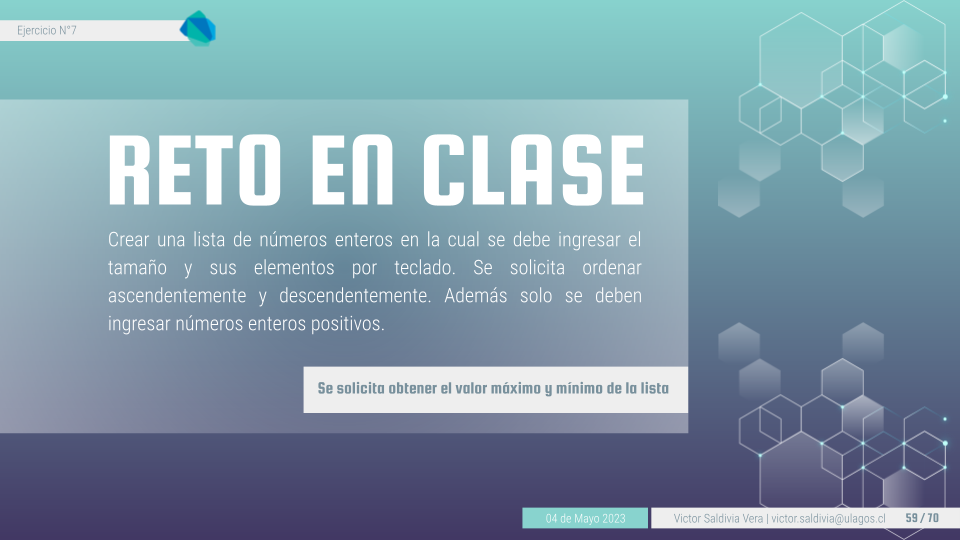 Ejercicio N°7
RETO EN CLASE
Crear una lista de números enteros en la cual se debe ingresar el
tamaño y sus elementos por teclado. Se solicita ordenar
ascendentemente y descendentemente. Además solo se deben
ingresar números enteros positivos.
Se solicita obtener el valor máximo y mínimo de la lista
04 de Mayo 2023
Victor Saldivia Vera | victor.saldivia@ulagos.cl
59 / 70